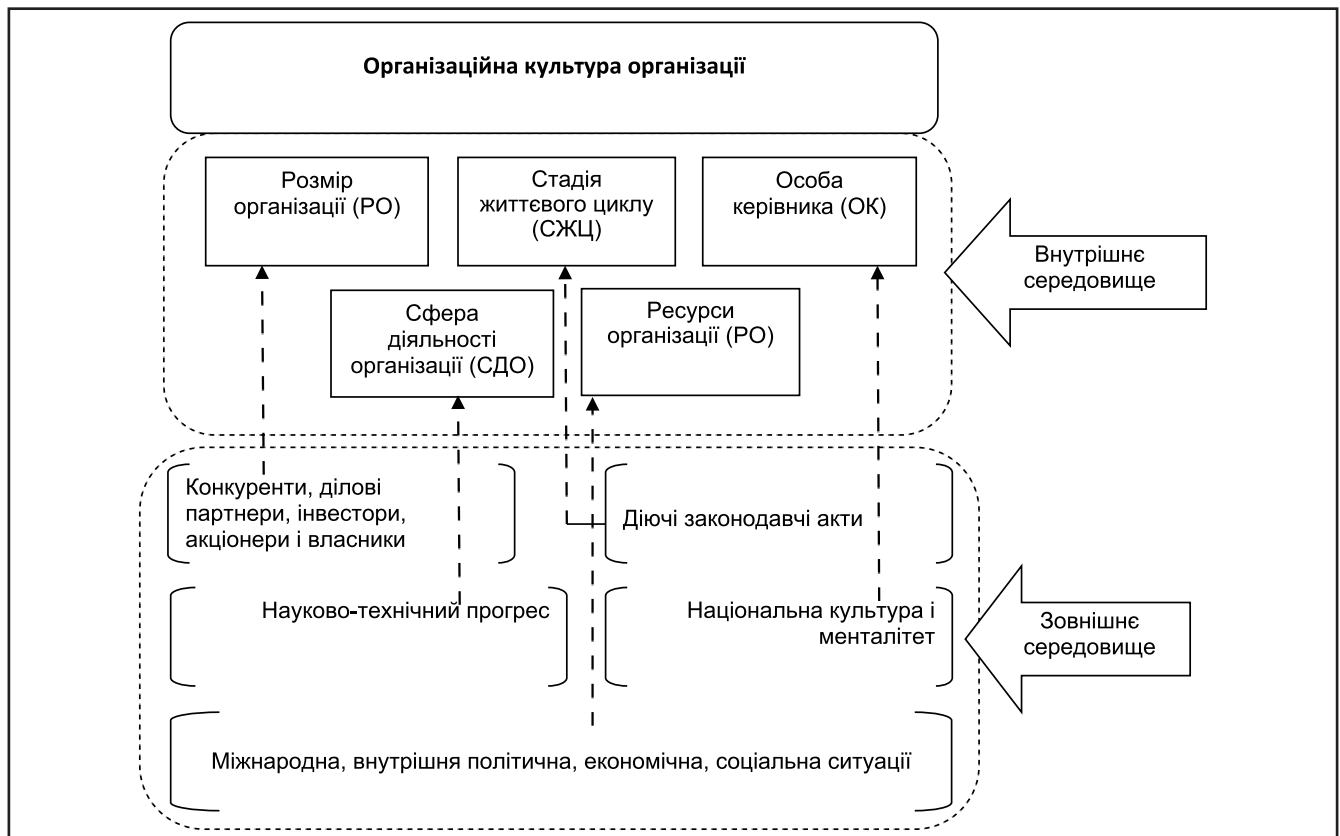 Організаційна культура організації
Розмір
організації (РО)
Стадія
життєвого циклу
(СЖЦ)
Особа
керівника (ОК)
Внутрішнє
середовище
Сфера
діяльності
організації (СДО)
Ресурси
організації (РО)
Конкуренти, ділові
партнери, інвестори,
акціонери і власники
Діючі законодавчі акти
Науково-технічний прогрес
Національна культура і
менталітет
Зовнішнє
середовище
Міжнародна, внутрішня політична, економічна, соціальна ситуації